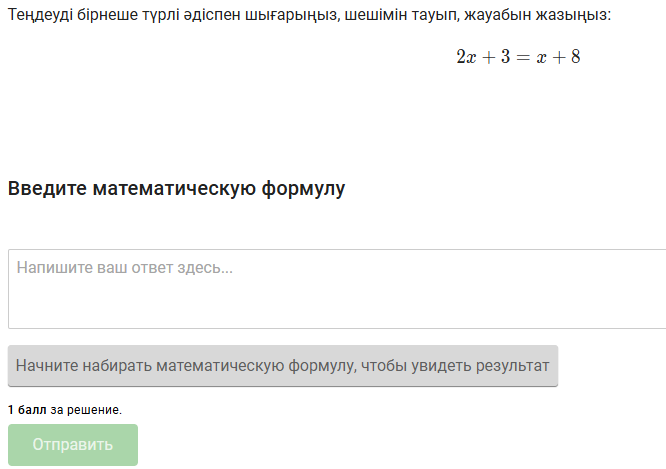 Теңдеуді бірнеше түрлі әдіспен шығарыңыз, шешімін тауып, жауабын жазыңыз:
2x + 3 = x + 8
Введите математическую формулу
Напишите ваш ответ здесь...
Начните набирать математическую формулу, чтобы увидеть результат
1 балл за решение.
Отправить